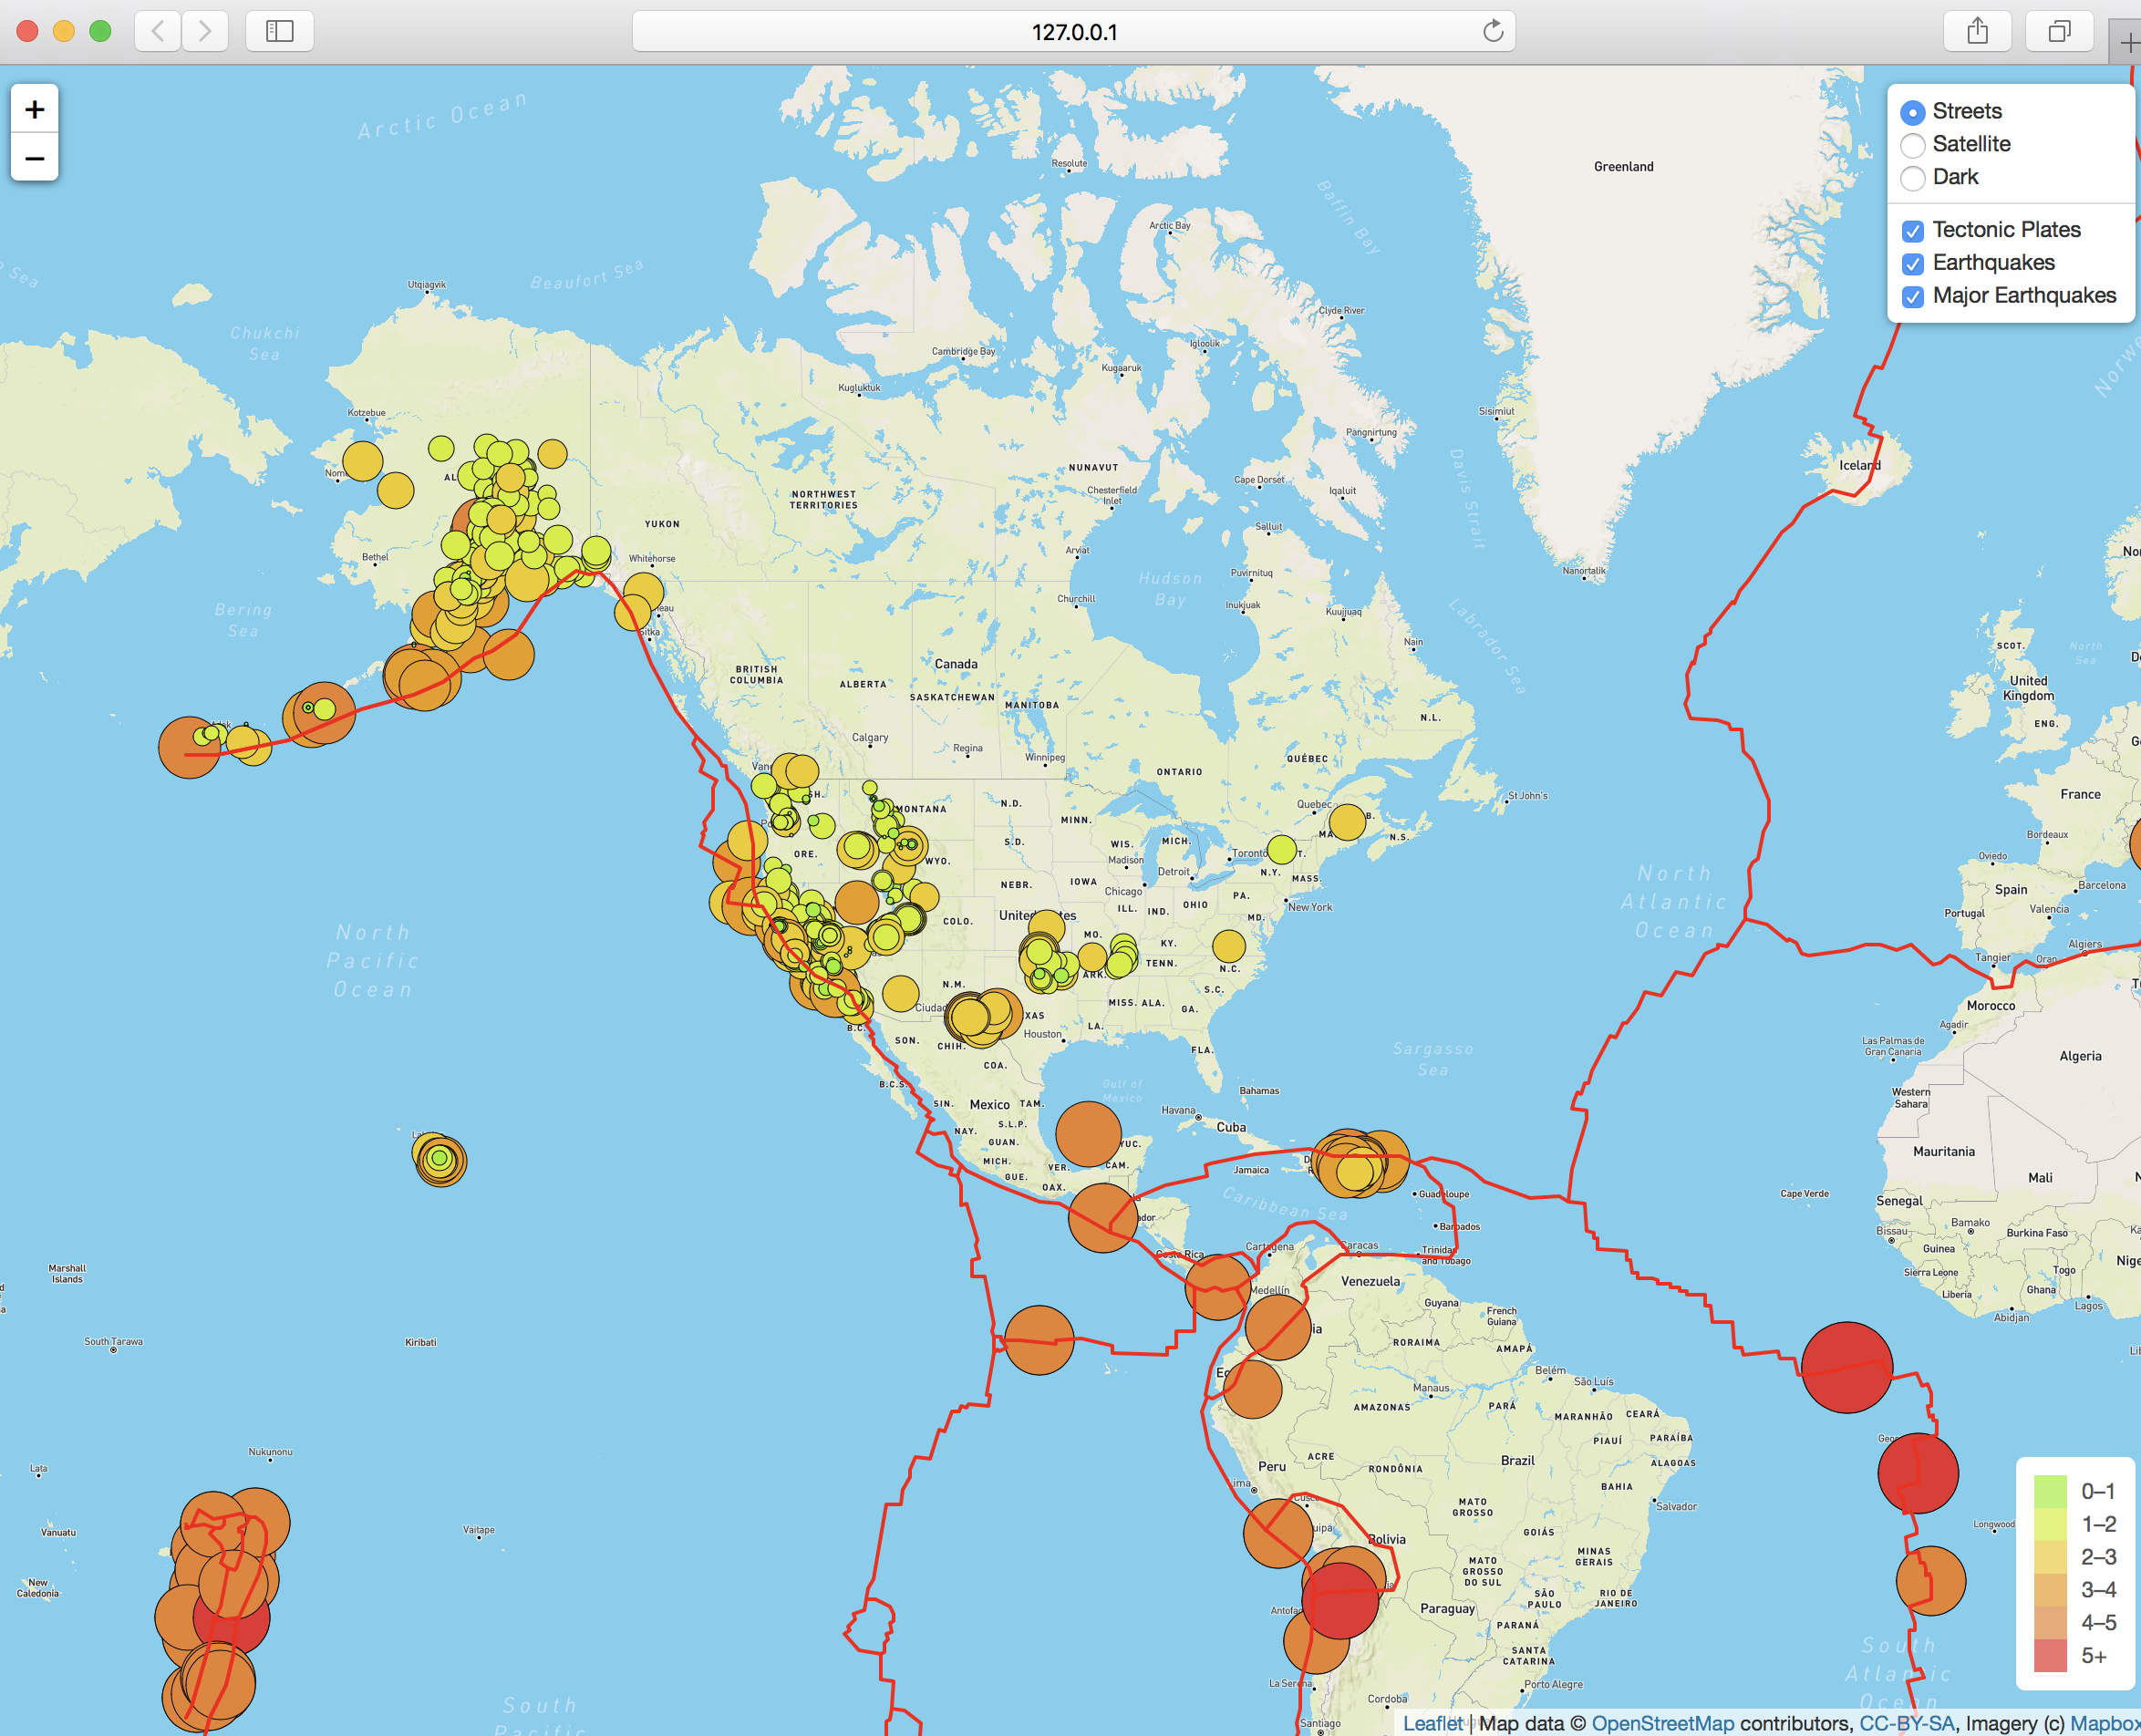 127.0.0.1
+
−
Streets
Satellite
Dark
Tectonic Plates
Earthquakes
Major Earthquakes
Arctic Ocean
Resolute
Greenland
Baffin Bay
Arctic Bay
Utqiagvik
Beaufort Sea
Chukchi
Sea
Clyde River
Igloolik
Cambridge Bay
Kugaaruk
Kugluktuk
Kotzebue
Sisimiut
Pangnirtung
Iceland
NUNAVUT
Chesterfield
Inlet
Cape Dorset
Iqaluit
Davis Strait
NORTHWEST
TERRITORIES
YUKON
Salluit
Bethel
Whitehorse
Arviat
Puvirnituq
Nanortalik
Hudson
Bay
Churchill
Inukjuak
Kuujjuaq
Labrador Sea
Bering
Sea
Nain
SCOT.
North
Sea
BRITISH
COLUMBIA
ALBERTA
Canada
SASKATCHEWAN
MANITOBA
United
Kingdom
N.L.
ENG.
Calgary
Regina
Winnipeg
QUÉBEC
ONTARIO
St John's
France
MONTANA
N.D.
MINN.
Quebec
N.S.
Bordeaux
ORE.
WYO.
S.D.
WIS.
MICH.
Madison
Toronto
Detroit
N.Y.
MASS.
Oviedo
Spain
Barcelona
NEBR.
IOWA
Chicago
PA.
ILL.
IND.
OHIO
MD.
New York
North
Atlantic
Ocean
Portugal
Valencia
COLO.
MO.
KY.
TENN.
N.C.
Algiers
Tangier
Oran
North
Pacific
Ocean
N.M.
ARK.
MISS.
ALA.
GA.
S.C.
Morocco
Agadir
Houston
LA.
B.C.
SON.
CHIH.
COA.
FLA.
Sargasso
Sea
Las Palmas de
Gran Canaria
Algeria
B.C.S.
Gulf of
Mexico
Bahamas
Western
Sahara
SIN.
Mexico
TAM.
Havana
Cuba
NAY.
S.L.P.
GUAN.
YUC.
MICH.
VER.
CAM.
GUE.
OAX.
Jamaica
Mauritania
Mali
Guadeloupe
Caribbean Sea
Cape Verde
Senegal
Barbados
Bissau
Bamako
Burkina Faso
Costa Rica
Cartagena
Caracas
Trinidad
and Tobago
Guinea
Marshall
Islands
Medellín
Venezuela
Sierra Leone
Togo
Ghana
Liberia
Lagos
Abidjan
Guyana
French
Guiana
South Tarawa
Kiribati
RORAIMA
AMAPÁ
Belém
São Luís
Manaus
AMAZONAS
PARÁ
MARANHÃO
CEARÁ
PIAUÍ
PARAÍBA
Nukunonu
Lata
Peru
ACRE
RONDÔNIA
Brazil
ALAGOAS
BAHIA
MATO
GROSSO
Salvador
Vanuatu
Vaitape
Longwood
Bolivia
GOIÁS
MINAS
GERAIS
New
Caledonia
MATO
GROSSO
DO SUL
SÃO
PAULO
RIO DE
JANEIRO
Paraguay
PARANÁ
SANTA
CATARINA
La Serena
Porto Alegre
Cordoba
Santiago
South
Pacific
South
Atlantic
Ocean
0–1
1–2
2–3
3–4
4–5
5+
Leaflet | Map data © OpenStreetMap contributors, CC-BY-SA, Imagery (c) Mapbox